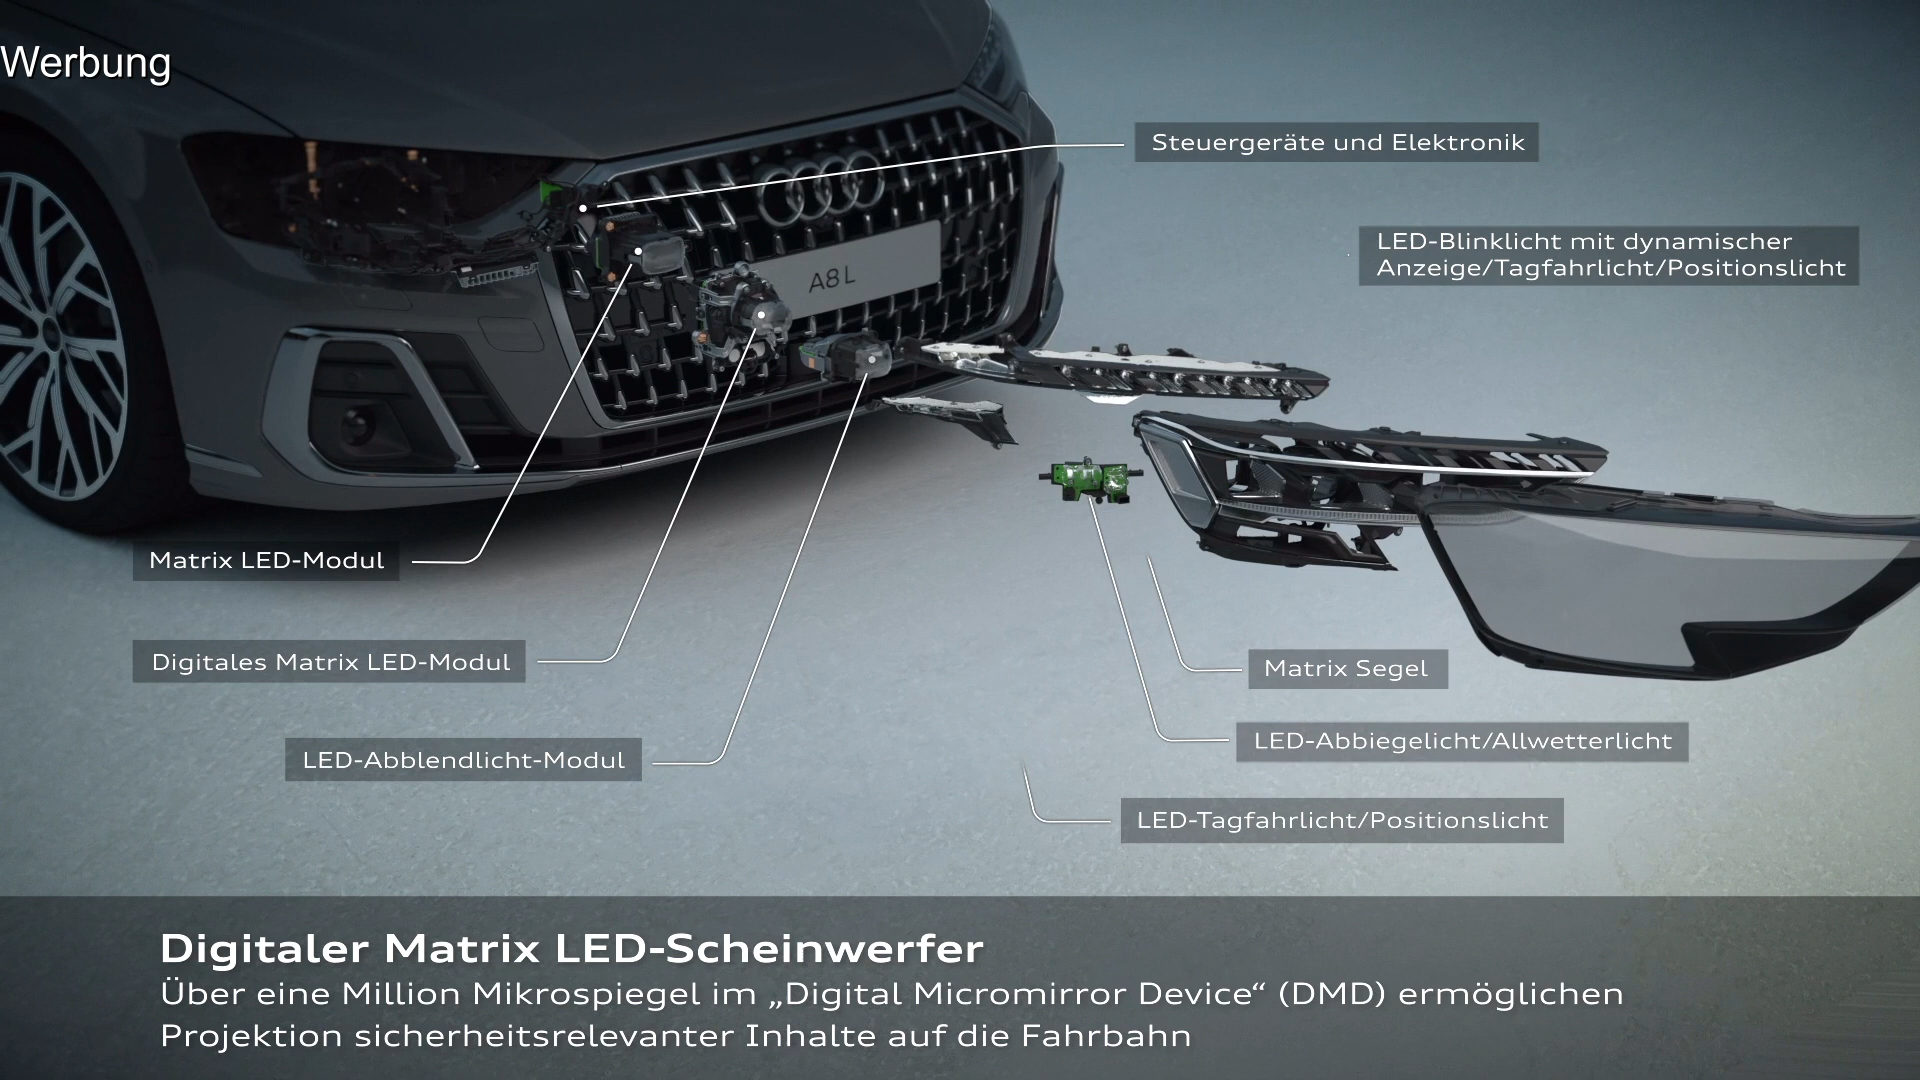 Werbung
Steuergeräte und Elektronik
LED-Blinklicht mit dynamischer
Anzeige/Tagfahrlicht/Positionslicht
A8 L
Matrix LED-Modul
Digitales Matrix LED-Modul
Matrix Segel
LED-Abbiegelicht/Allwetterlicht
LED-Abblendlicht-Modul
LED-Tagfahrlicht/Positionslicht
Digitaler Matrix LED-Scheinwerfer
Über eine Million Mikrospiegel im „Digital Micromirror Device“ (DMD) ermöglichen
Projektion sicherheitsrelevanter Inhalte auf die Fahrbahn